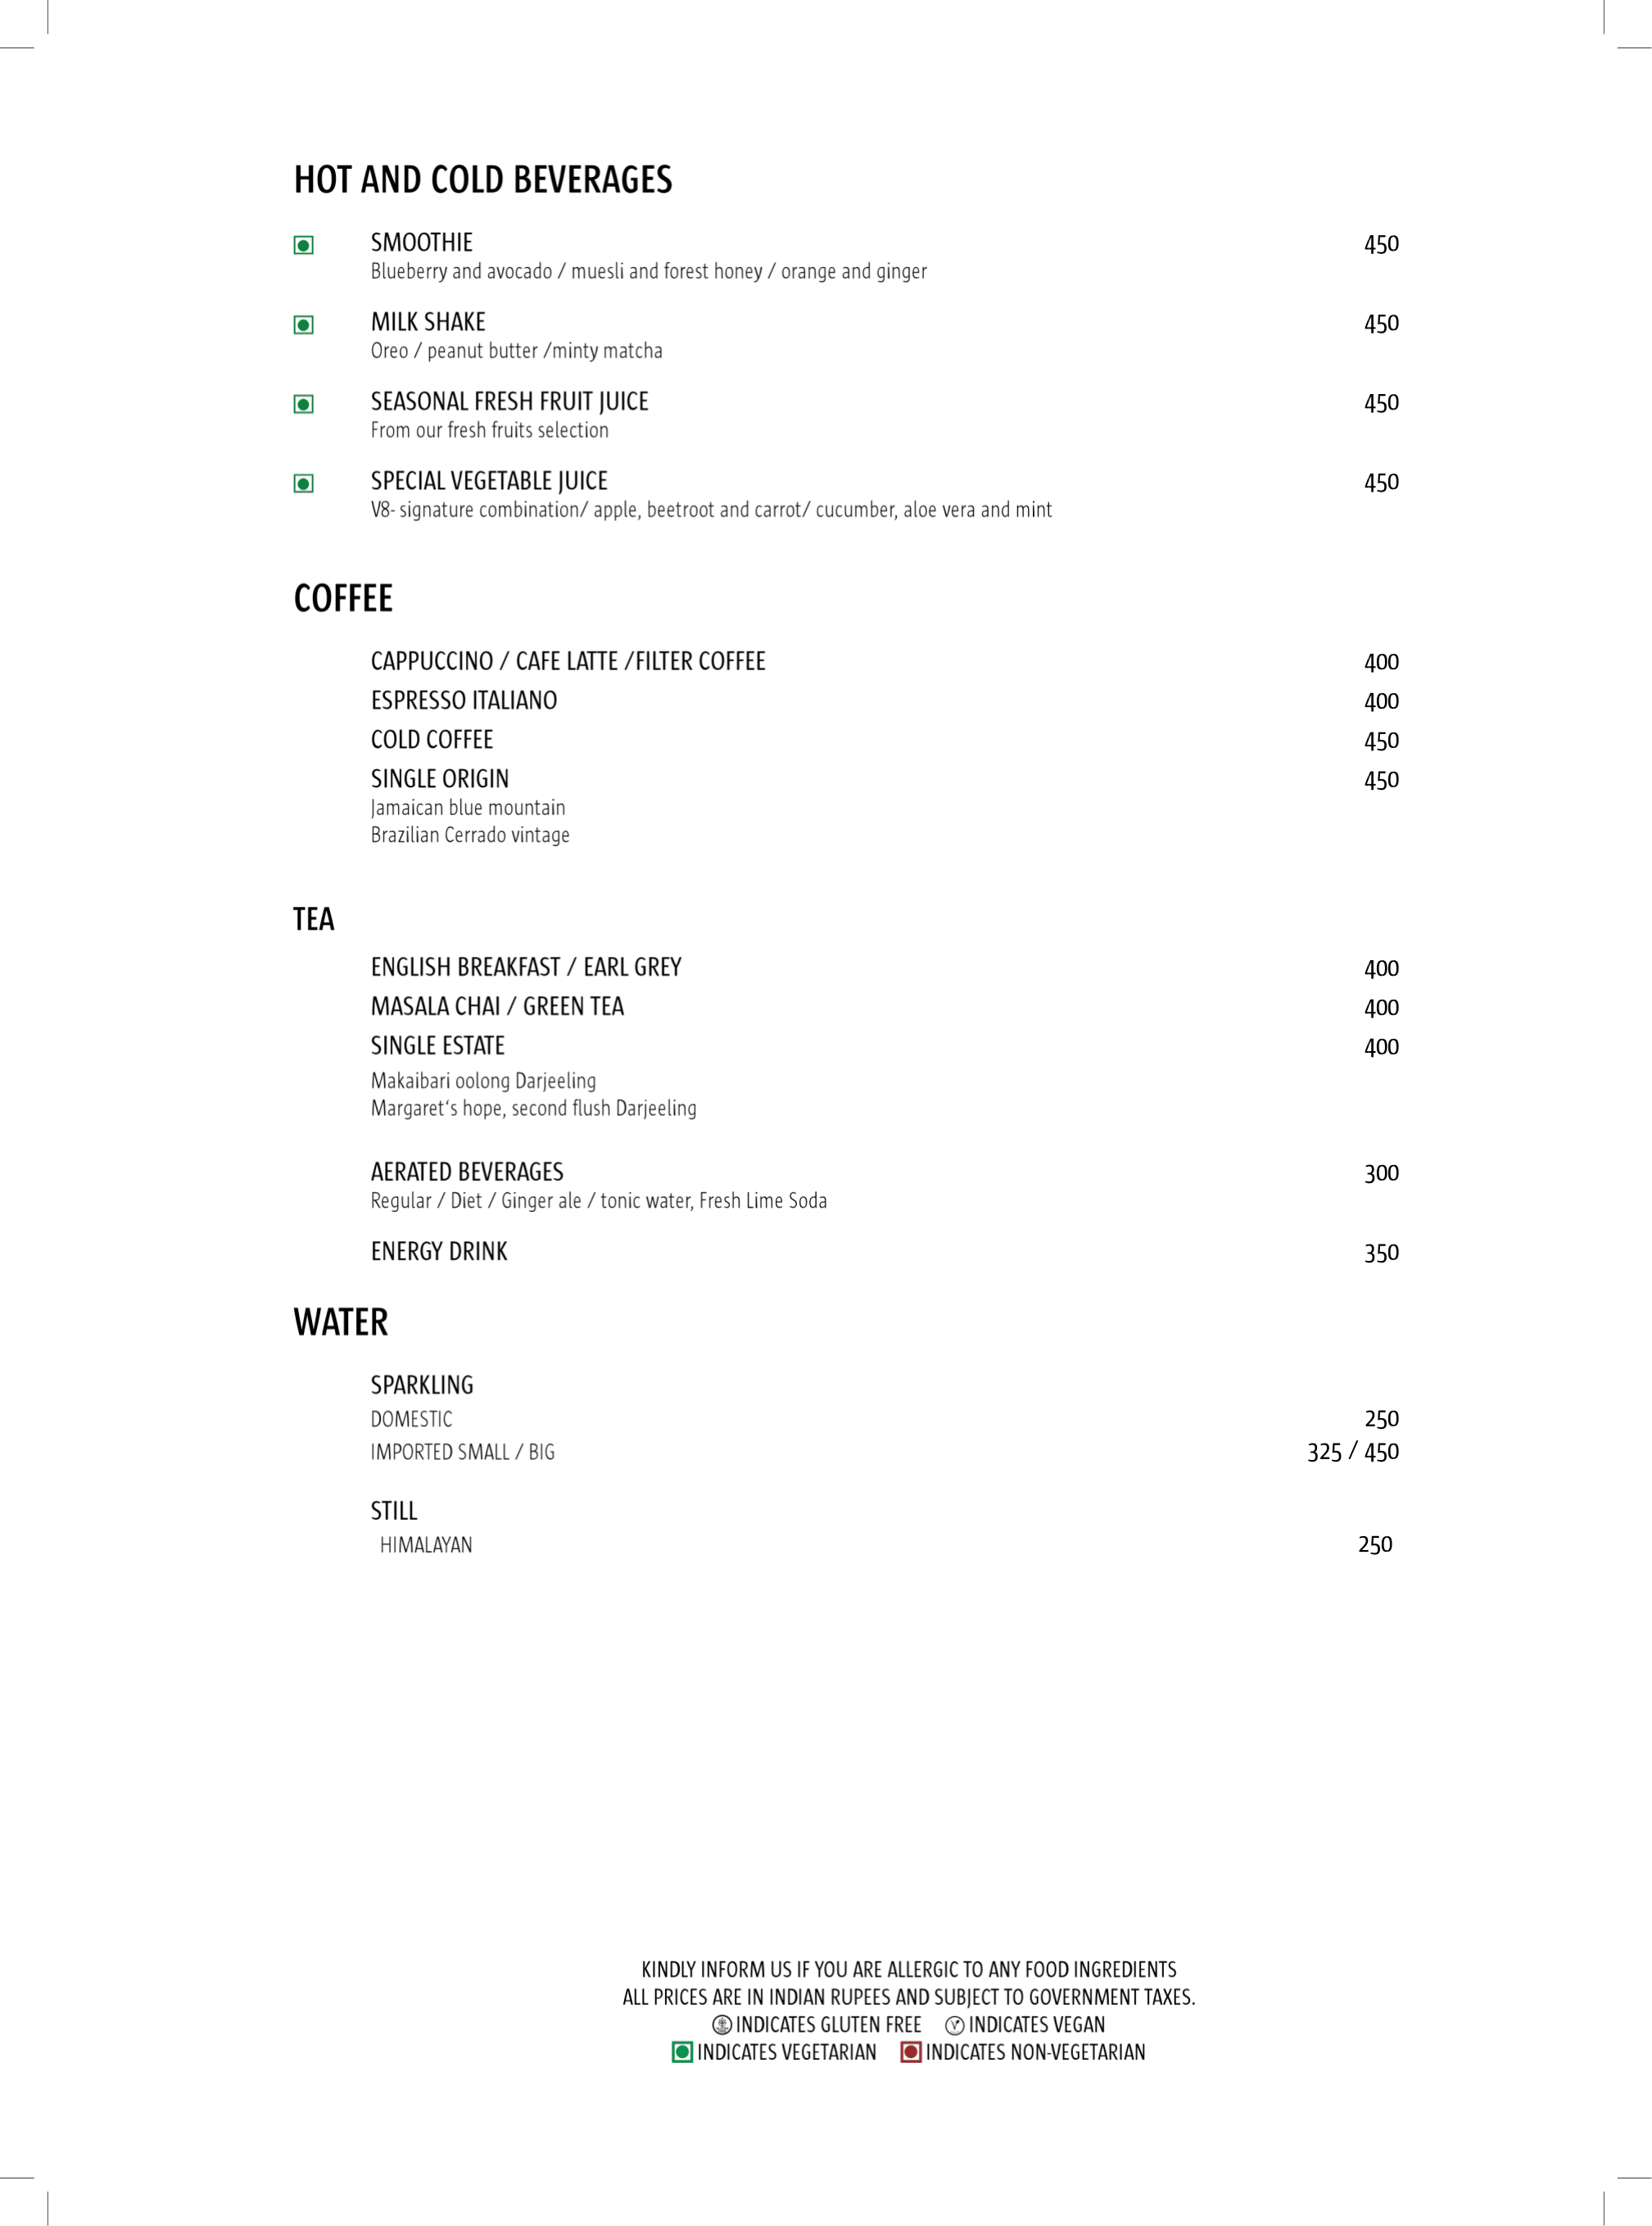 HOT AND COLD BEVERAGES
SMOOTHIE 450
Blueberry and avocado / muesli and forest honey / orange and ginger
MILK SHAKE 450
Oreo / peanut butter /minty matcha
SEASONAL FRESH FRUIT JUICE 450
From our fresh fruits selection
SPECIAL VEGETABLE JUICE 450
V8- signature combination/ apple, beetroot and carrot/ cucumber, aloe vera and mint
COFFEE
CAPPUCCINO / CAFE LATTE /FILTER COFFEE 400
ESPRESSO ITALIANO 400
COLD COFFEE 450
SINGLE ORIGIN 450
Jamaican blue mountain
Brazilian Cerrado vintage
TEA
ENGLISH BREAKFAST / EARL GREY 400
MASALA CHAI / GREEN TEA 400
SINGLE ESTATE 400
Makaibari oolong Darjeeling
Margaret‘s hope, second flush Darjeeling
AERATED BEVERAGES 300
Regular / Diet / Ginger ale / tonic water, Fresh Lime Soda
ENERGY DRINK 350
WATER
SPARKLING
DOMESTIC 250
IMPORTED SMALL / BIG 325 / 450
STILL
HIMALAYAN 250
KINDLY INFORM US IF YOU ARE ALLERGIC TO ANY FOOD INGREDIENTS
ALL PRICES ARE IN INDIAN RUPEES AND SUBJECT TO GOVERNMENT TAXES.
INDICATES GLUTEN FREE INDICATES VEGAN
INDICATES VEGETARIAN INDICATES NON-VEGETARIAN